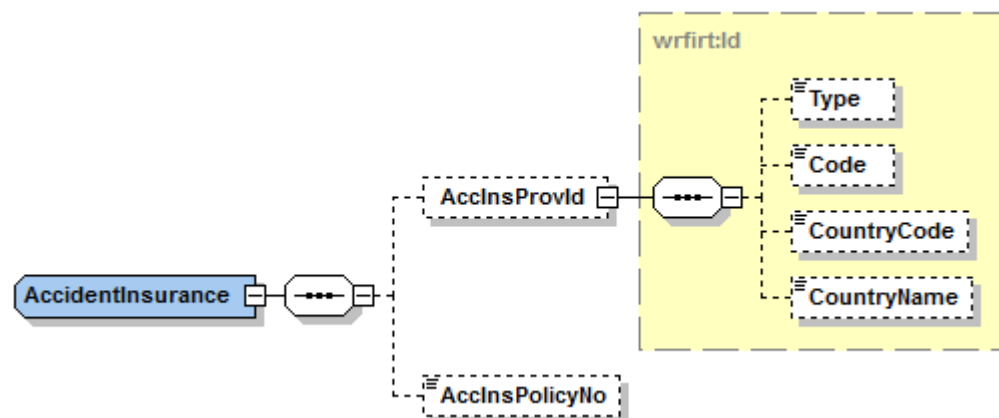 wrfirt:Id
Type
Code
AccInsProvId
CountryCode
AccidentInsurance
CountryName
AccInsPolicyNo